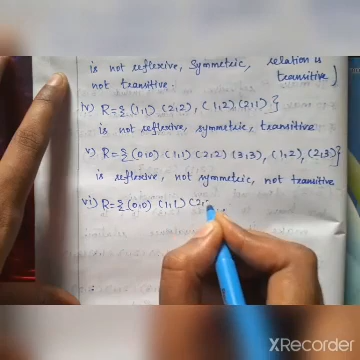 is not reflexive, Symmetric, relation is
not transitive. transitive)
iv) R = { (1,1) (2,2), (1,2) (2,1) }
is not reflexive, symmetric, transitive
v) R = { (0,0) (1,1) (2,2) (3,3), (1,2), (2,3) }
is reflexive, not symmetric, not transitive
vi) R = { (0,0) (1,1) (2,
XRecorder